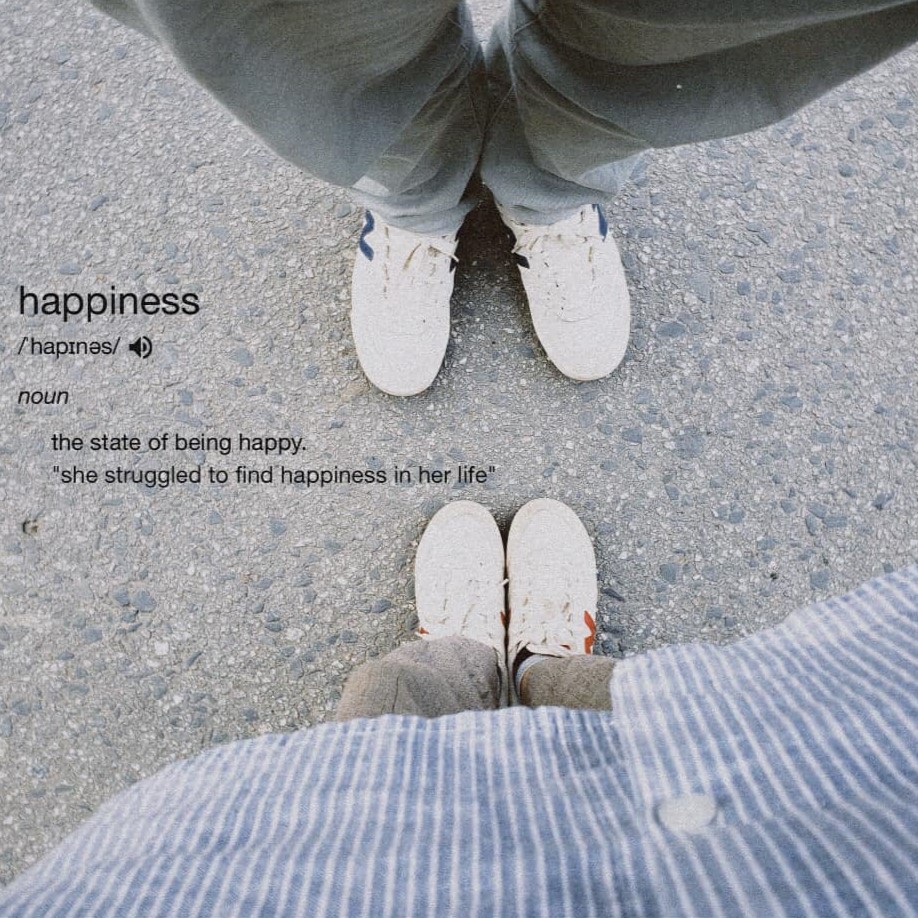 happiness
/ˈhapɪnəs/
noun
the state of being happy.
"she struggled to find happiness in her life"